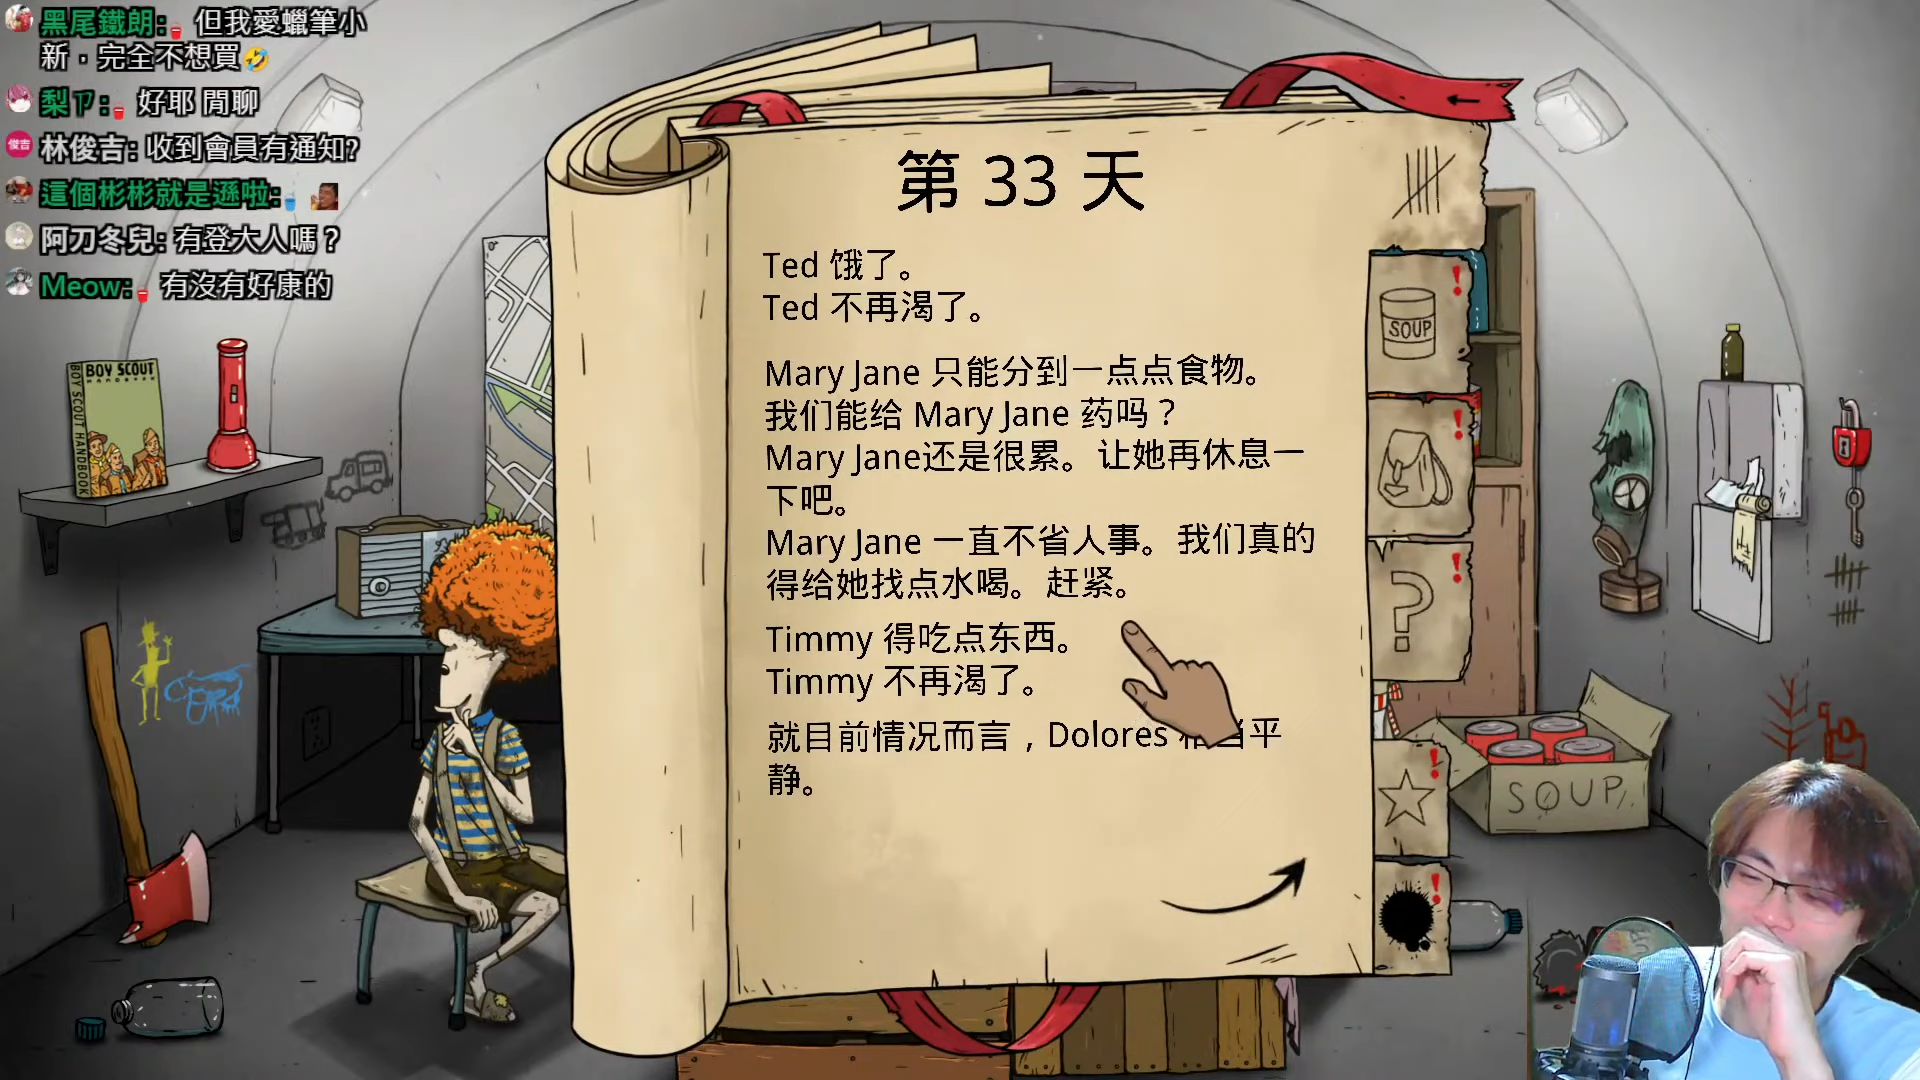 黑尾鐵朗: 但我愛蠟筆小
新，完全不想買🤣
梨ア: 好耶 閒聊
俊吉
林俊吉: 收到會員有通知?
這個彬彬就是遜啦:
阿刀冬兒: 有登大人嗎？
Meow: 有沒有好康的
BOY SCOUT
HANDBOOK
BOY SCOUT HANDBOOK
第 33 天
Ted 饿了。
Ted 不再渴了。
Mary Jane 只能分到一点点食物。
我们能给 Mary Jane 药吗？
Mary Jane还是很累。让她再休息一
下吧。
Mary Jane 一直不省人事。我们真的
得给她找点水喝。赶紧。
Timmy 得吃点东西。
Timmy 不再渴了。
就目前情况而言，Dolores 相当平
静。
SOUP
!
!
?
!
!
!
SOUP